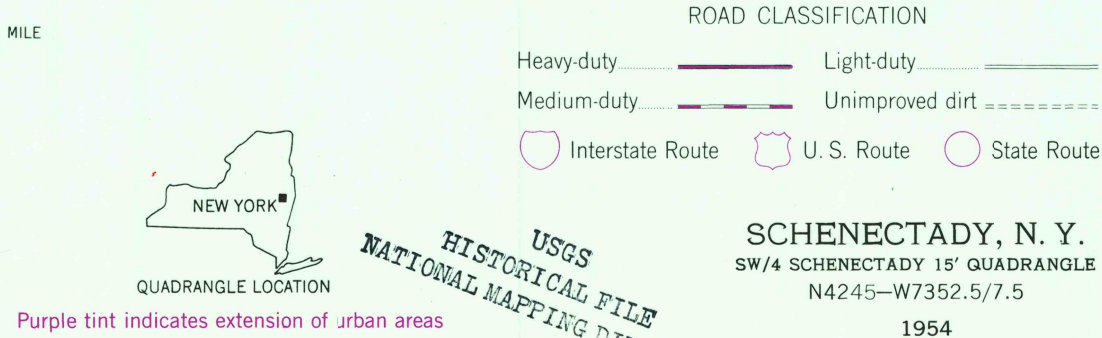 MILE
ROAD CLASSIFICATION
Heavy-duty Light-duty
Medium-duty Unimproved dirt
Interstate Route U. S. Route State Route
NEW YORK
QUADRANGLE LOCATION
Purple tint indicates extension of urban areas
USGS
HISTORICAL FILE
NATIONAL MAPPING
SCHENECTADY, N. Y.
SW/4 SCHENECTADY 15′ QUADRANGLE
N4245—W7352.5/7.5
1954